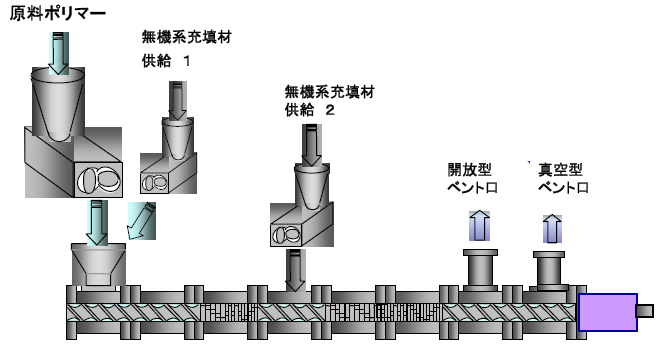 原料ポリマー
無機系充填材
供給 1
無機系充填材
供給 2
開放型
ベント口
真空型
ベント口